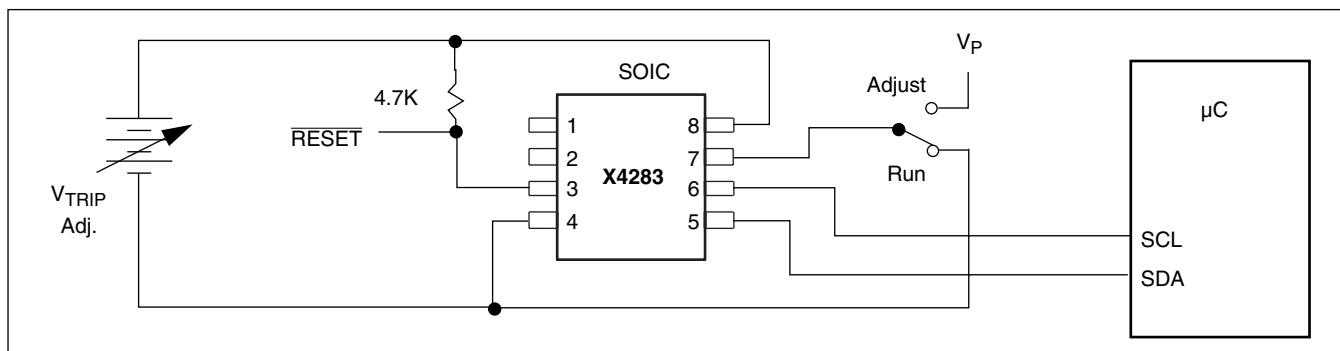 SOIC
4.7K
RESET
V_TRIP
Adj.
1
2
3
4
8
7
6
5
X4283
V_P
Adjust
Run
µC
SCL
SDA